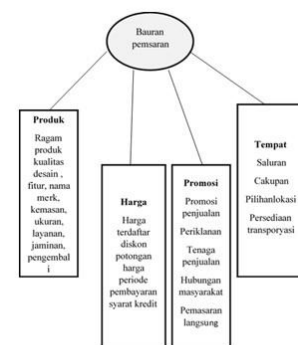 Bauran
pemsaran
Produk
Ragam
produk
kualitas
desain ,
fitur, nama
merk,
kemasan,
ukuran,
layanan,
jaminan,
pengembal
i
Harga
Harga
terdaftar
diskon
potongan
harga
periode
pembayaran
syarat kredit
Promosi
Promosi
penjualan
Periklanan
Tenaga
penjualan
Hubungan
masyarakat
Pemasaran
langsung
Tempat
Saluran
Cakupan
Pilihanlokasi
Persediaan
transporyasi